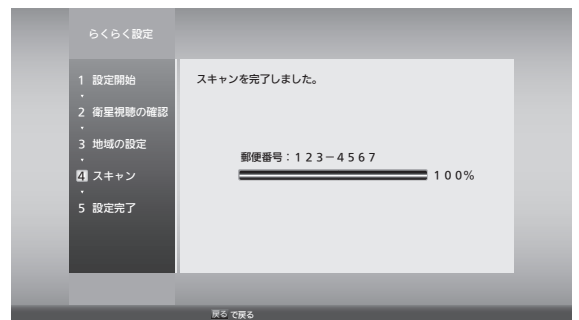 らくらく設定
1 設定開始
2 衛星視聴の確認
3 地域の設定
4 スキャン
5 設定完了
スキャンを完了しました。
郵便番号：１２３－４５６７
１００%
戻る で戻る